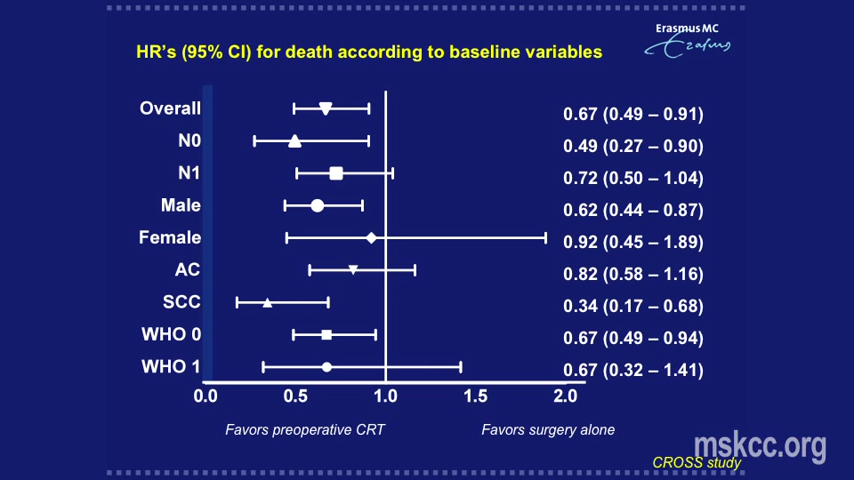 Erasmus MC
Erasmus
HR's (95% CI) for death according to baseline variables
Overall 0.67 (0.49 – 0.91)
N0 0.49 (0.27 – 0.90)
N1 0.72 (0.50 – 1.04)
Male 0.62 (0.44 – 0.87)
Female 0.92 (0.45 – 1.89)
AC 0.82 (0.58 – 1.16)
SCC 0.34 (0.17 – 0.68)
WHO 0 0.67 (0.49 – 0.94)
WHO 1 0.67 (0.32 – 1.41)
0.0 0.5 1.0 1.5 2.0
Favors preoperative CRT Favors surgery alone
mskcc.org
CROSS study